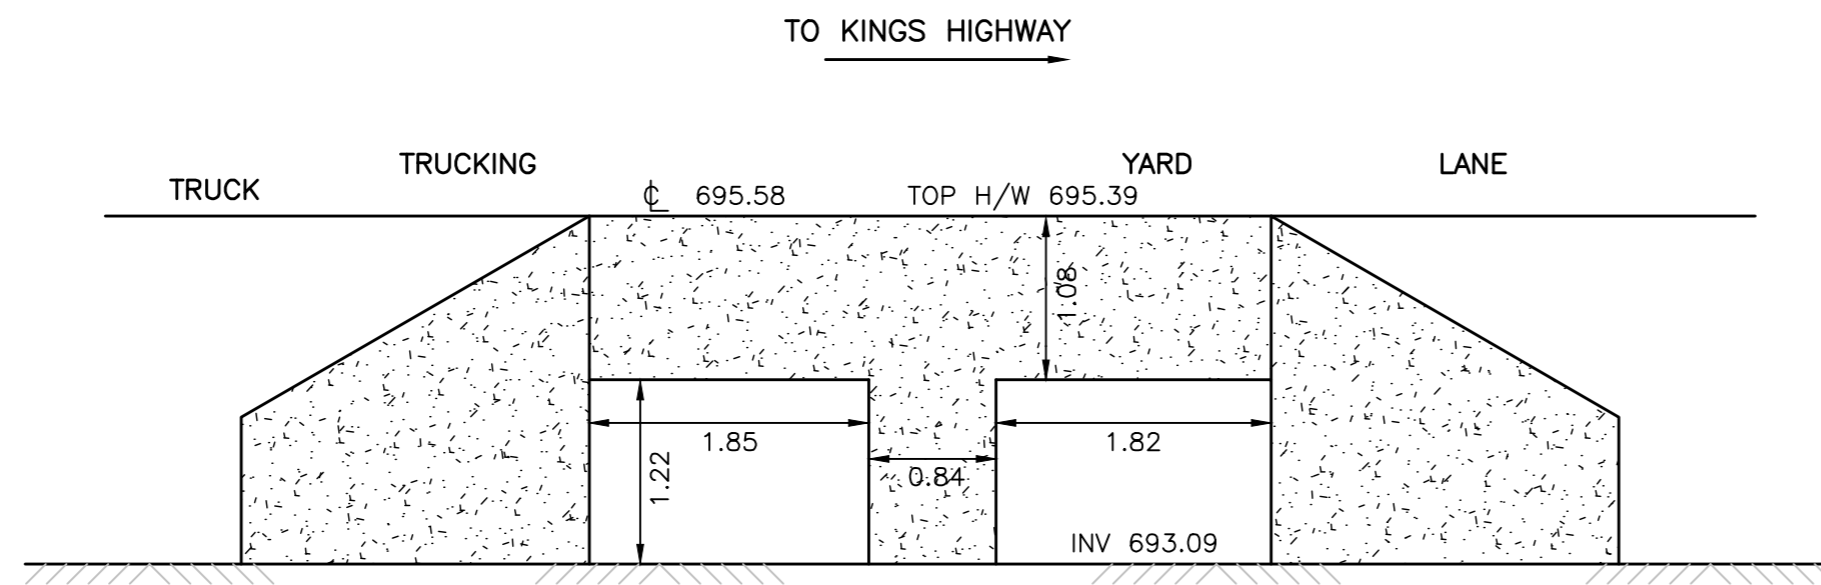 TO KINGS HIGHWAY
TRUCK TRUCKING YARD LANE
℄ 695.58 TOP H/W 695.39
1.08
1.85 1.82
1.22
0.84
INV 693.09